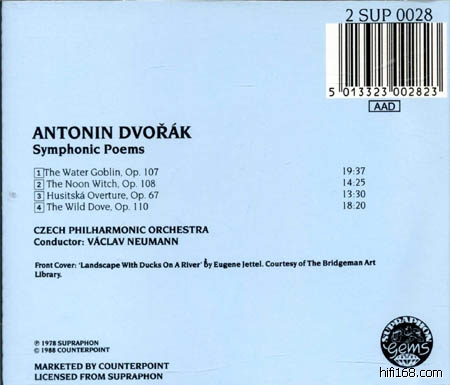 2 SUP 0028
5 013323 002823
AAD
ANTONIN DVOŘÁK
Symphonic Poems
1 The Water Goblin, Op. 107 19:37
2 The Noon Witch, Op. 108 14:25
3 Husitská Overture, Op. 67 13:30
4 The Wild Dove, Op. 110 18:20
CZECH PHILHARMONIC ORCHESTRA
Conductor: VÁCLAV NEUMANN
Front Cover: 'Landscape With Ducks On A River' by Eugene Jettel. Courtesy of The Bridgeman Art
Library.
℗ 1978 SUPRAPHON
© 1988 COUNTERPOINT
MARKETED BY COUNTERPOINT
LICENSED FROM SUPRAPHON
SUPRAPHON
gems
hifi168.com